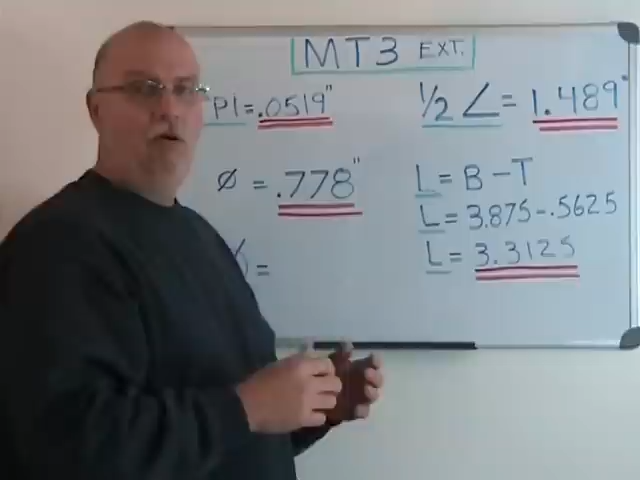 MT3 EXT.
PI = .0519"
½ ∠ = 1.489°
Ø = .778"
L = B - T
L = 3.875 - .5625
L = 3.3125
=